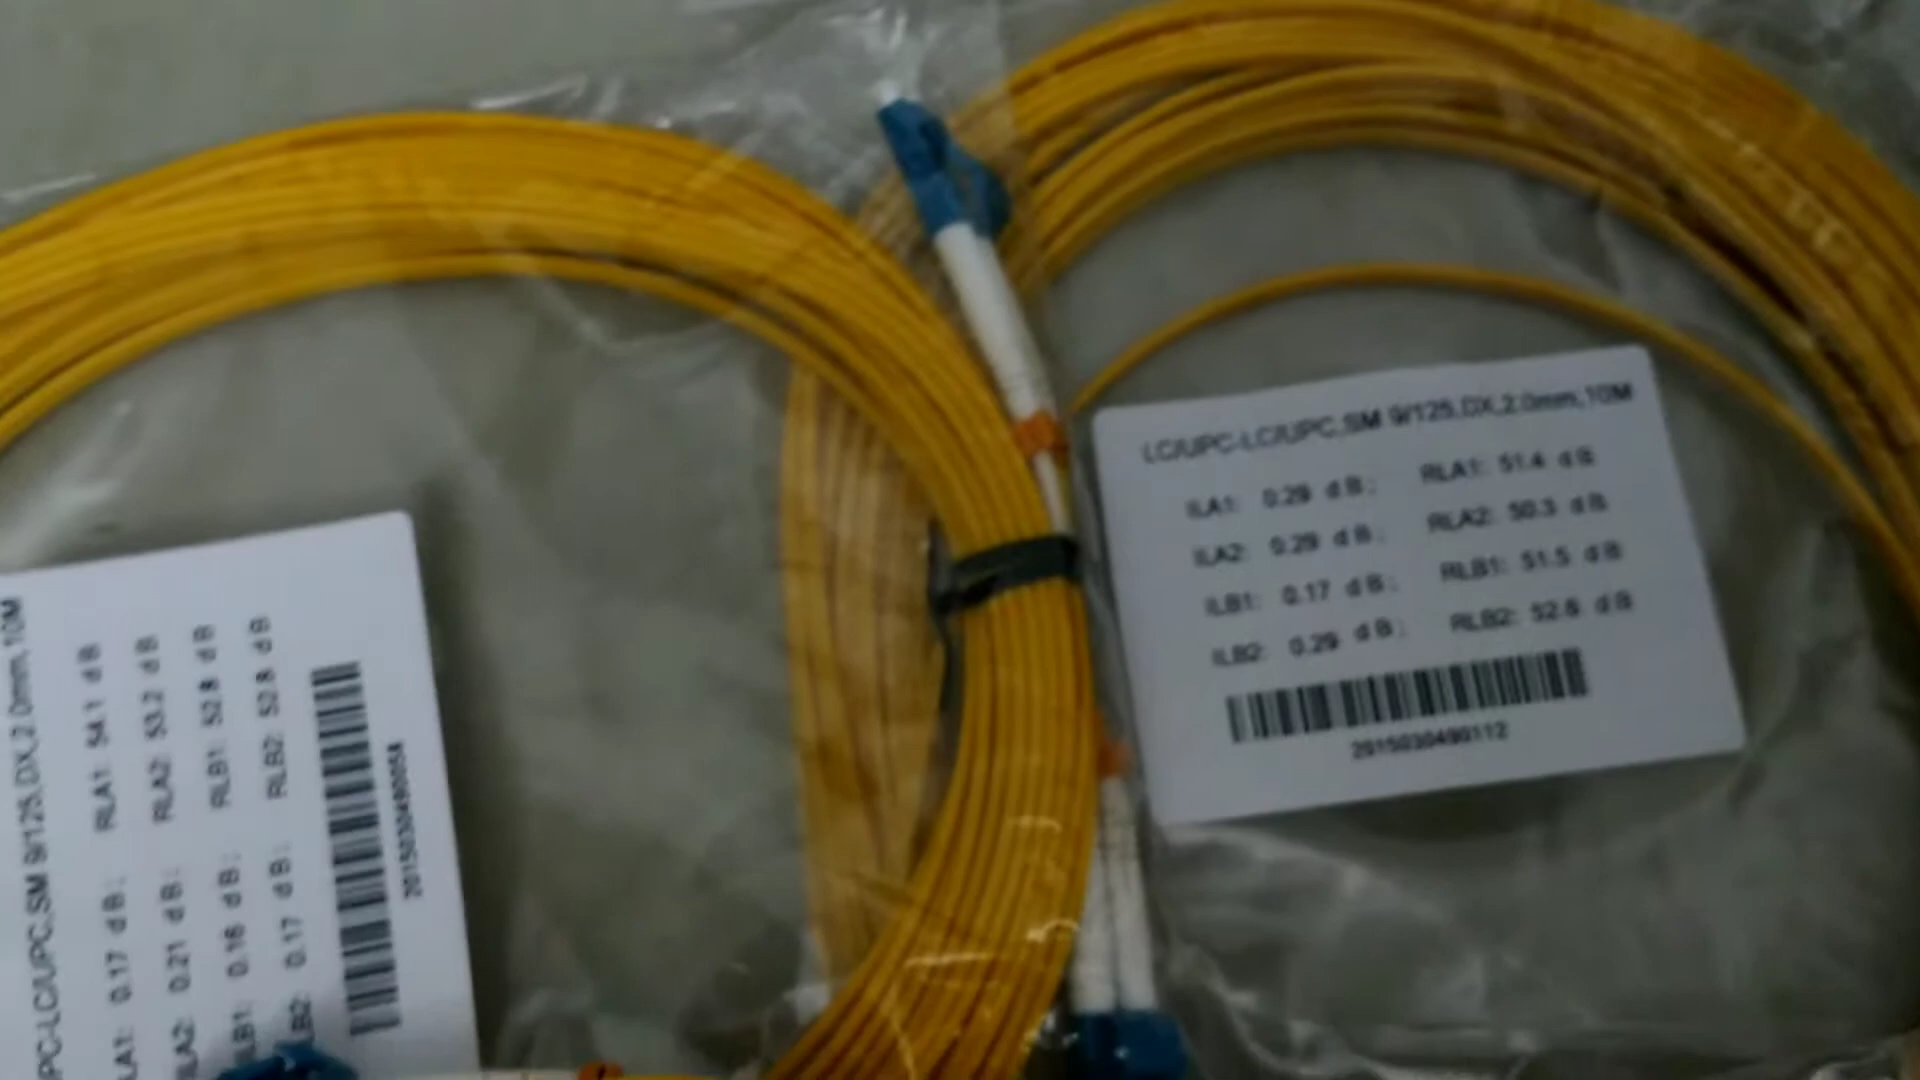 PC-LC/UPC,SM 9/125,DX,2.0mm,10M
ILA1: 0.17 dB; RLA1: 54.1 dB
ILA2: 0.21 dB; RLA2: 53.2 dB
ILB1: 0.16 dB; RLB1: 52.8 dB
LB2: 0.17 dB; RLB2: 52.8 dB
LC/UPC-LC/UPC,SM 9/125,DX,2.0mm,10M
ILA1: 0.29 dB; RLA1: 51.4 dB
ILA2: 0.29 dB; RLA2: 50.3 dB
ILB1: 0.17 dB; RLB1: 51.5 dB
ILB2: 0.29 dB; RLB2: 52.6 dB
2015030490112